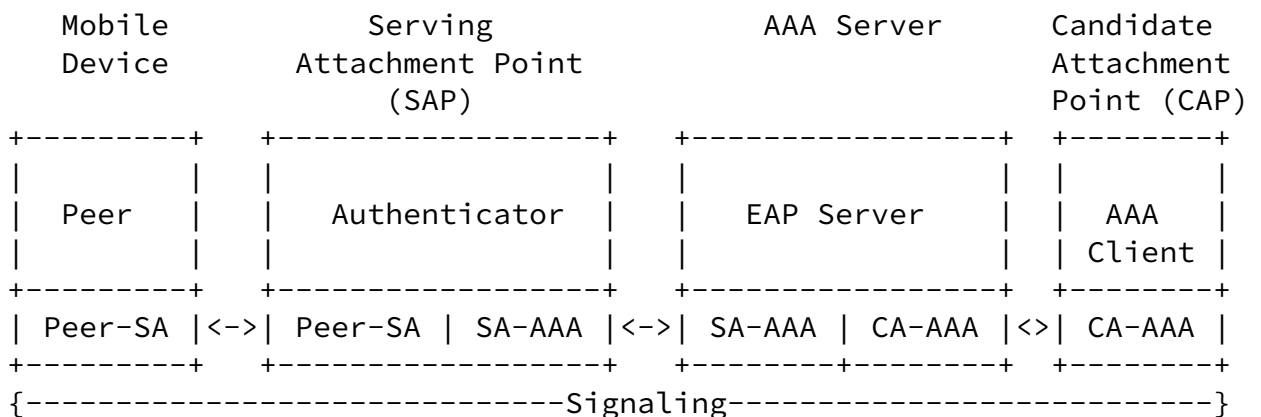 Mobile Serving AAA Server Candidate
Device Attachment Point Attachment
(SAP) Point (CAP)
+---------+ +------------------+ +-----------------+ +--------+
| | | | | | | |
| Peer | | Authenticator | | EAP Server | | AAA |
| | | | | | | Client |
+---------+ +------------------+ +-----------------+ +--------+
| Peer-SA |<->| Peer-SA | SA-AAA |<->| SA-AAA | CA-AAA |<>| CA-AAA |
+---------+ +------------------+ +--------+--------+ +--------+
{------------------------------Signaling---------------------------}